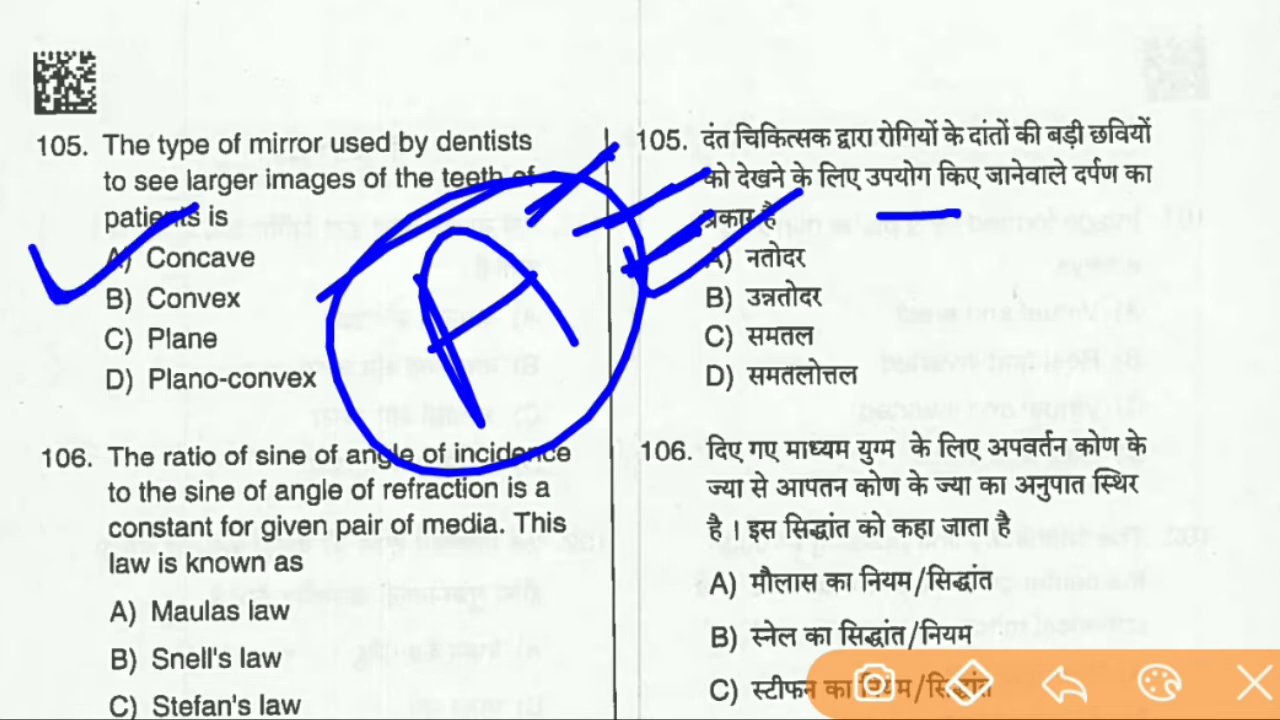 105. The type of mirror used by dentists
to see larger images of the teeth of
patients is
A) Concave
B) Convex
C) Plane
D) Plano-convex
106. The ratio of sine of angle of incidence
to the sine of angle of refraction is a
constant for given pair of media. This
law is known as
A) Maulas law
B) Snell's law
C) Stefan's law
105. दंत चिकित्सक द्वारा रोगियों के दांतों की बड़ी छवियों
को देखने के लिए उपयोग किए जानेवाले दर्पण का
प्रकार है
A) नतोदर
B) उन्नतोदर
C) समतल
D) समतलोत्तल
106. दिए गए माध्यम युग्म के लिए अपवर्तन कोण के
ज्या से आपतन कोण के ज्या का अनुपात स्थिर
है । इस सिद्धांत को कहा जाता है
A) मौलास का नियम/सिद्धांत
B) स्नेल का सिद्धांत/नियम
C) स्टीफन का नियम/सिद्धांत